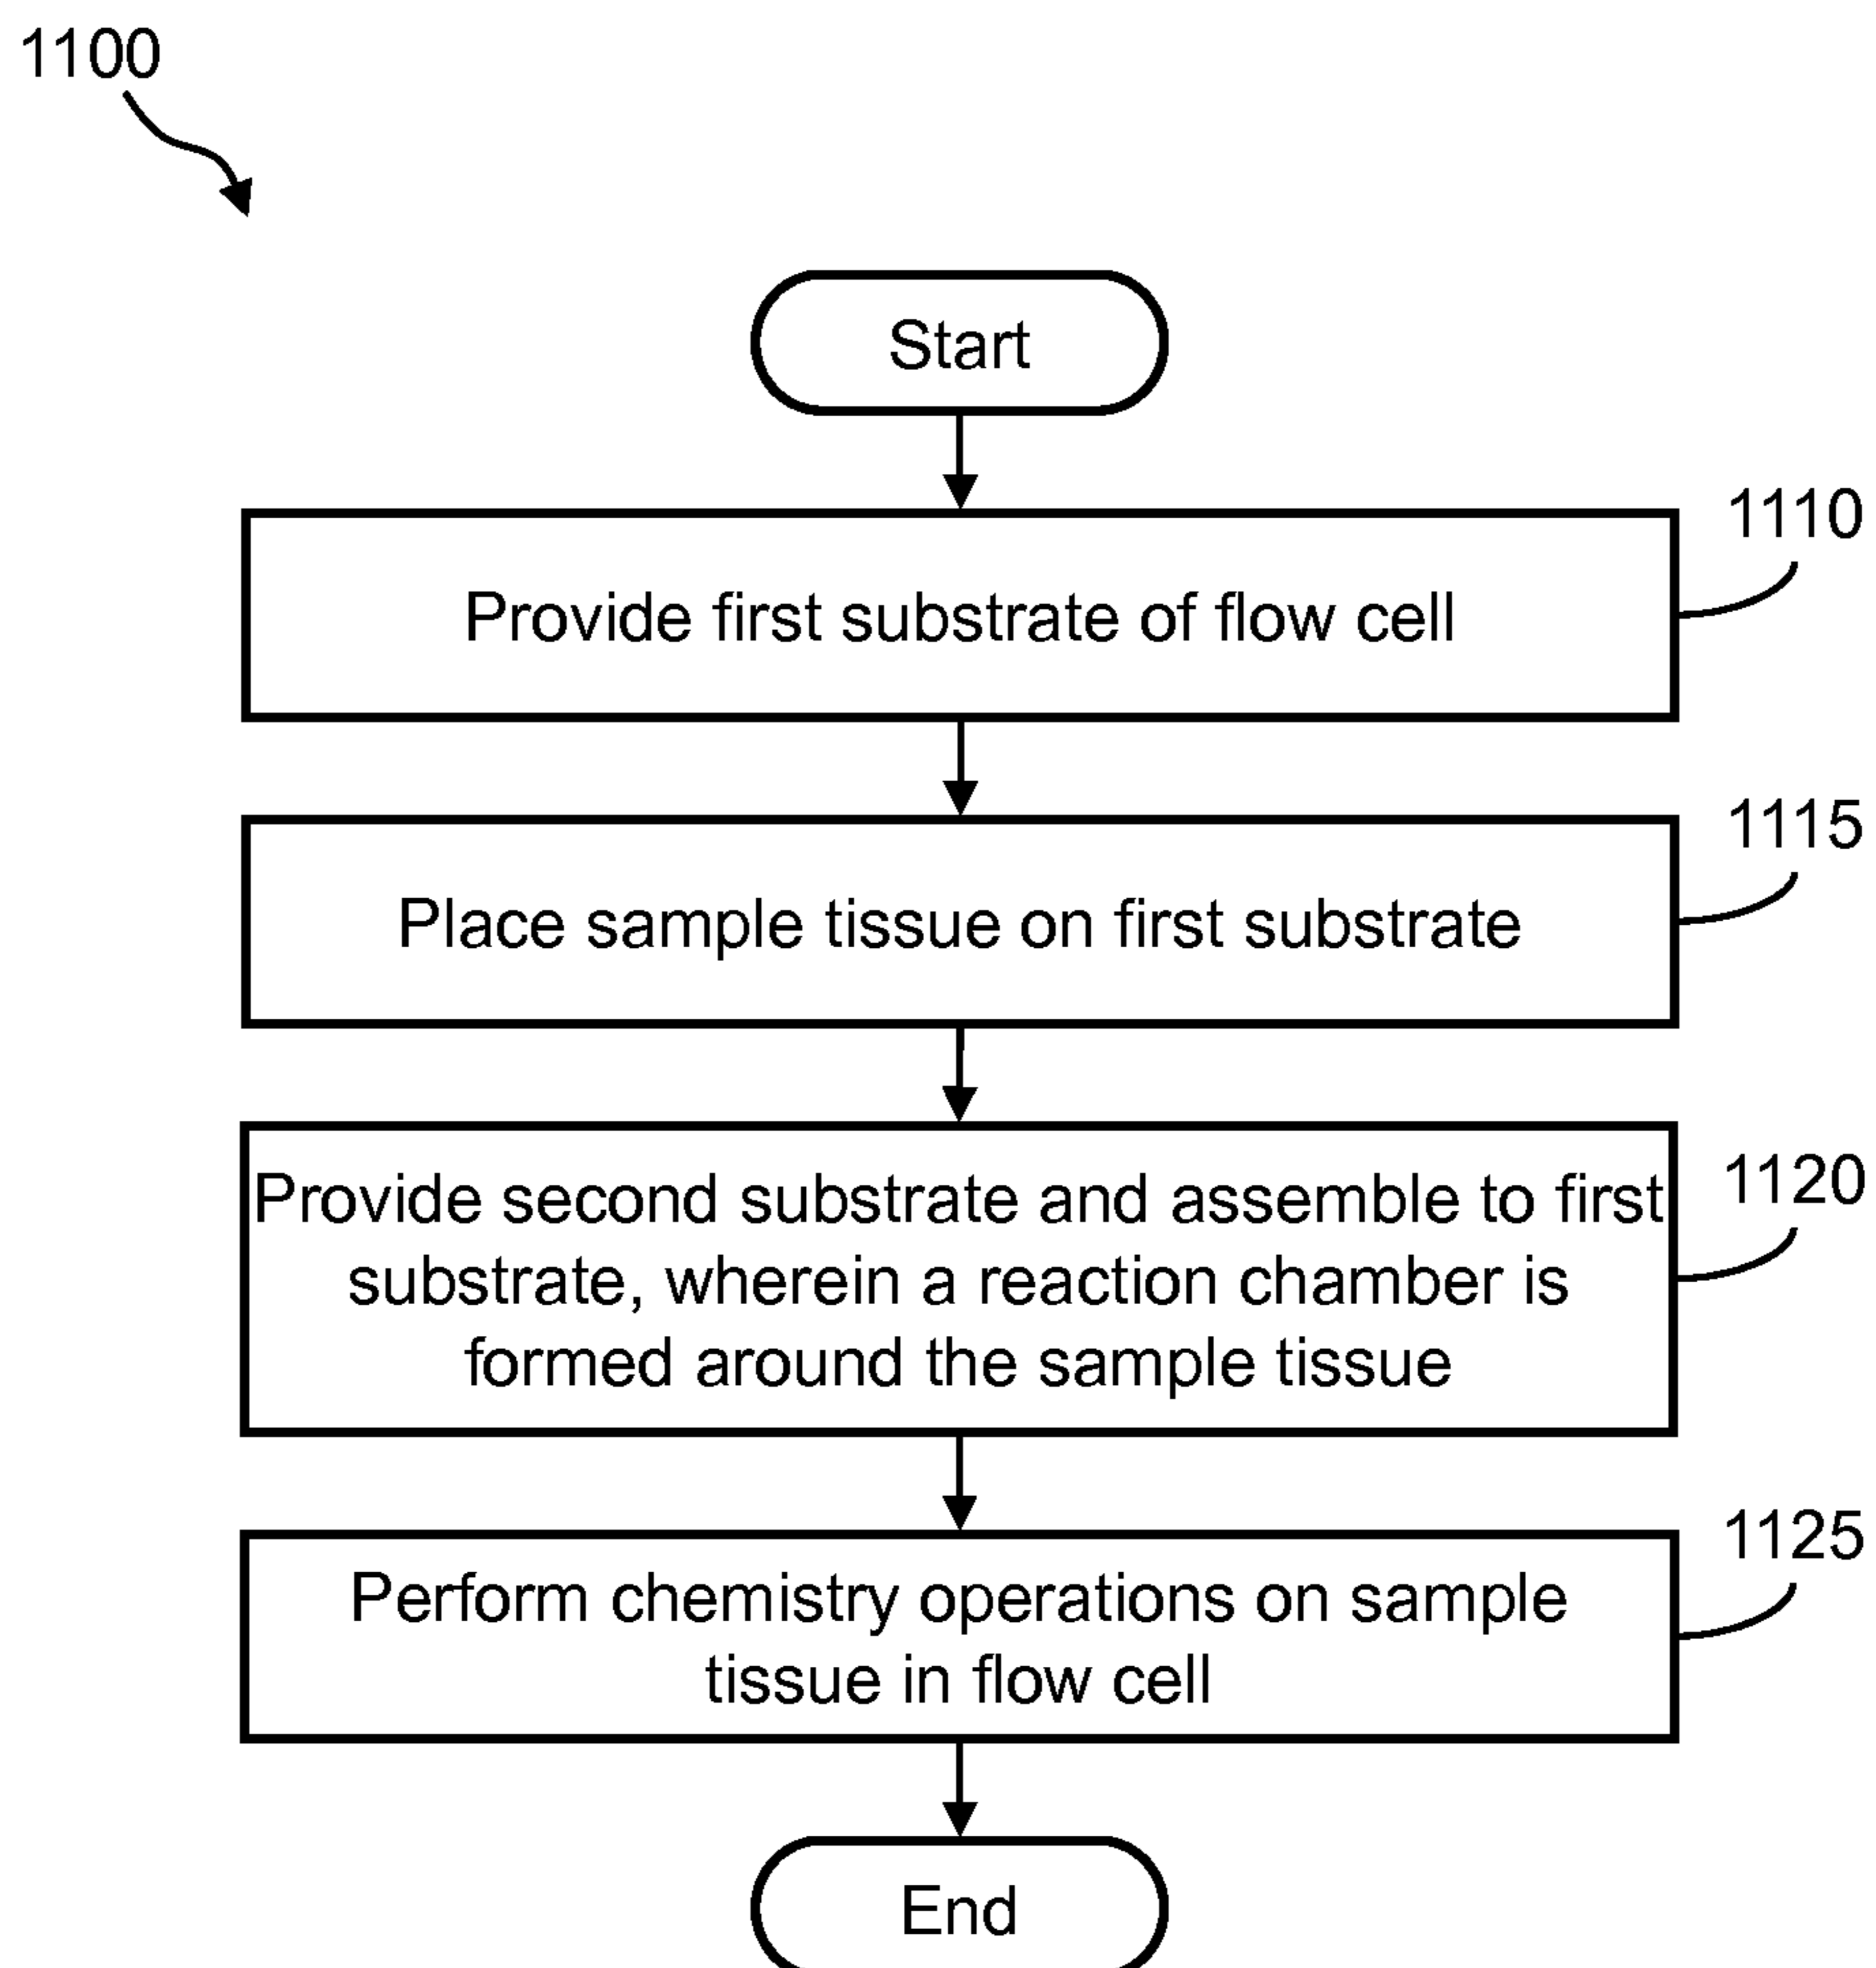 1100
Start
1110
Provide first substrate of flow cell
1115
Place sample tissue on first substrate
1120
Provide second substrate and assemble to first
substrate, wherein a reaction chamber is
formed around the sample tissue
1125
Perform chemistry operations on sample
tissue in flow cell
End